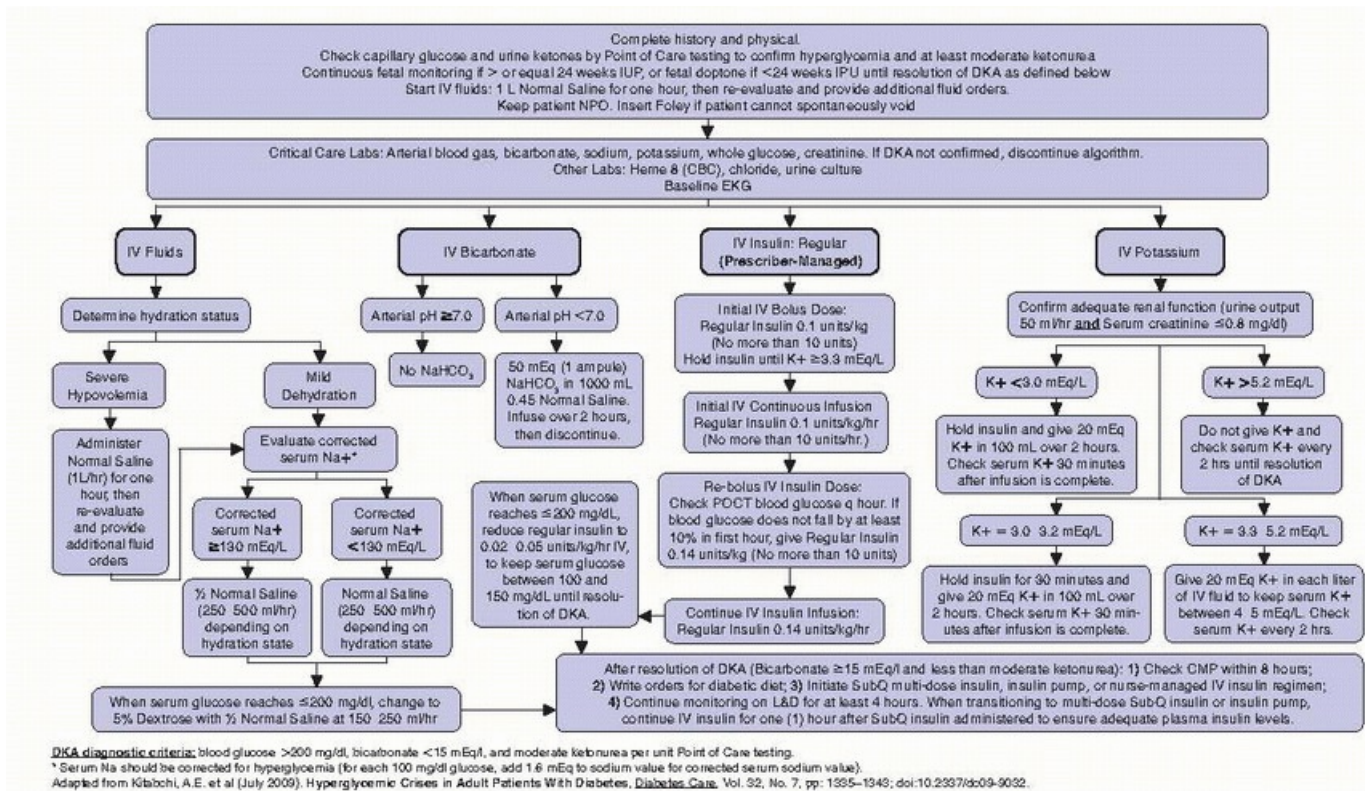 Complete history and physical.
Check capillary glucose and urine ketones by Point of Care testing to confirm hyperglycemia and at least moderate ketonurea
Continuous fetal monitoring if > or equal 24 weeks IUP, or fetal doptone if <24 weeks IPU until resolution of DKA as defined below
Start IV fluids: 1 L Normal Saline for one hour, then re-evaluate and provide additional fluid orders.
Keep patient NPO. Insert Foley if patient cannot spontaneously void
Critical Care Labs: Arterial blood gas, bicarbonate, sodium, potassium, whole glucose, creatinine. If DKA not confirmed, discontinue algorithm.
Other Labs: Heme 8 (CBC), chloride, urine culture
Baseline EKG
IV Fluids
Determine hydration status
Severe
Hypovolemia
Administer
Normal Saline
(1L/hr) for one
hour, then
re-evaluate
and provide
additional fluid
orders
Mild
Dehydration
Evaluate corrected
serum Na+*
Corrected
serum Na+
≥130 mEq/L
Corrected
serum Na+
<130 mEq/L
½ Normal Saline
(250 500 ml/hr)
depending on
hydration state
Normal Saline
(250 500 ml/hr)
depending on
hydration state
When serum glucose reaches ≤200 mg/dl, change to
5% Dextrose with ½ Normal Saline at 150 250 ml/hr
IV Bicarbonate
Arterial pH ≥7.0
No NaHCO₃
Arterial pH <7.0
50 mEq (1 ampule)
NaHCO₃ in 1000 mL
0.45 Normal Saline.
Infuse over 2 hours,
then discontinue.
IV Insulin: Regular
(Prescriber-Managed)
Initial IV Bolus Dose:
Regular Insulin 0.1 units/kg
(No more than 10 units)
Hold insulin until K+ ≥3.3 mEq/L
Initial IV Continuous Infusion
Regular Insulin 0.1 units/kg/hr
(No more than 10 units/hr.)
Re-bolus IV Insulin Dose:
Check POCT blood glucose q hour. If
blood glucose does not fall by at least
10% in first hour, give Regular Insulin
0.14 units/kg (No more than 10 units)
Continue IV Insulin Infusion:
Regular Insulin 0.14 units/kg/hr
When serum glucose
reaches ≤200 mg/dL,
reduce regular insulin to
0.02 0.05 units/kg/hr IV,
to keep serum glucose
between 100 and
150 mg/dL until resolu-
tion of DKA.
IV Potassium
Confirm adequate renal function (urine output
50 ml/hr and Serum creatinine ≤0.8 mg/dl)
K+ <3.0 mEq/L
Hold insulin and give 20 mEq
K+ in 100 mL over 2 hours.
Check serum K+ 30 minutes
after infusion is complete.
K+ >5.2 mEq/L
Do not give K+ and
check serum K+ every
2 hrs until resolution
of DKA
K+ = 3.0 3.2 mEq/L
Hold insulin for 30 minutes and
give 20 mEq K+ in 100 mL over
2 hours. Check serum K+ 30 min-
utes after infusion is complete.
K+ = 3.3 5.2 mEq/L
Give 20 mEq K+ in each liter
of IV fluid to keep serum K+
between 4 5 mEq/L. Check
serum K+ every 2 hrs.
After resolution of DKA (Bicarbonate ≥15 mEq/l and less than moderate ketonurea): 1) Check CMP within 8 hours;
2) Write orders for diabetic diet; 3) Initiate SubQ multi-dose insulin, insulin pump, or nurse-managed IV insulin regimen;
4) Continue monitoring on L&D for at least 4 hours. When transitioning to multi-dose SubQ insulin or insulin pump,
continue IV insulin for one (1) hour after SubQ insulin administered to ensure adequate plasma insulin levels.
DKA diagnostic criteria: blood glucose >200 mg/dl, bicarbonate <15 mEq/l, and moderate ketonurea per unit Point of Care testing.
* Serum Na should be corrected for hyperglycemia (for each 100 mg/dl glucose, add 1.6 mEq to sodium value for corrected serum sodium value).
Adapted from Kitabchi, A.E. et al (July 2009). Hyperglycemic Crises in Adult Patients With Diabetes, Diabetes Care, Vol. 32, No. 7, pp: 1335–1343; doi:10.2337/dc09-9032.